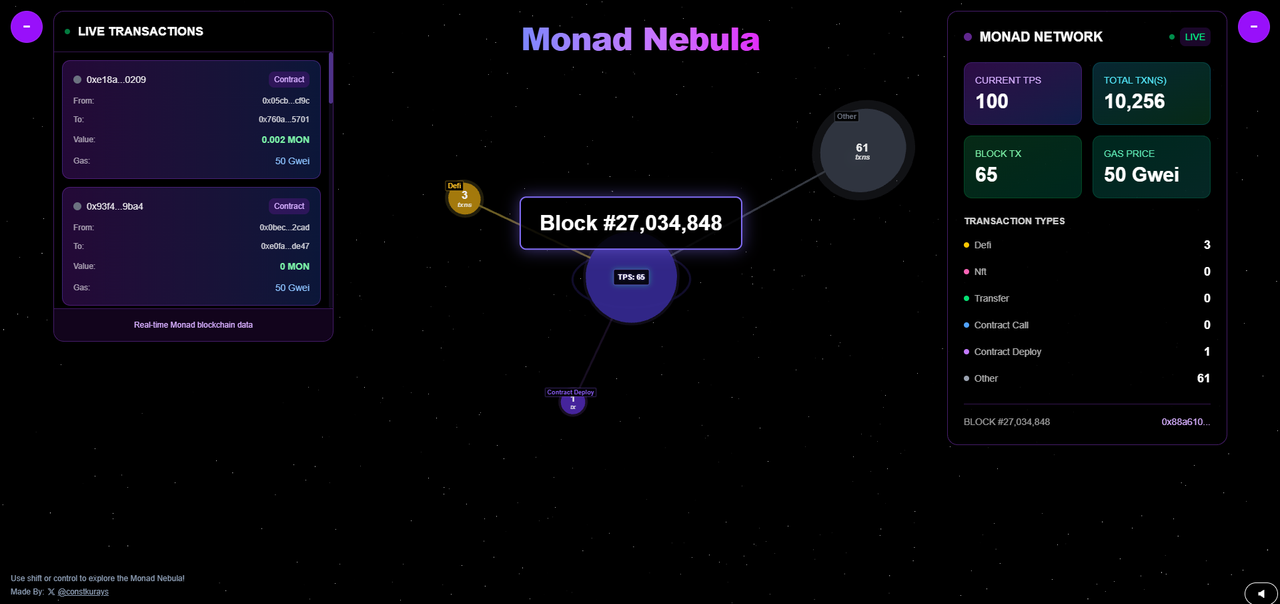 LIVE TRANSACTIONS
0xe18a...0209 Contract
From: 0x05cb...cf9c
To: 0x760a...5701
Value: 0.002 MON
Gas: 50 Gwei
0x93f4...9ba4 Contract
From: 0x0bec...2cad
To: 0xe0fa...de47
Value: 0 MON
Gas: 50 Gwei
Real-time Monad blockchain data
Monad Nebula
Other
61
txns
Defi
3
txns
Block #27,034,848
TPS: 65
Contract Deploy
1
tx
MONAD NETWORK LIVE
CURRENT TPS
100
TOTAL TXN(S)
10,256
BLOCK TX
65
GAS PRICE
50 Gwei
TRANSACTION TYPES
Defi 3
Nft 0
Transfer 0
Contract Call 0
Contract Deploy 1
Other 61
BLOCK #27,034,848 0x88a610...
Use shift or control to explore the Monad Nebula!
Made By: X @constkurays